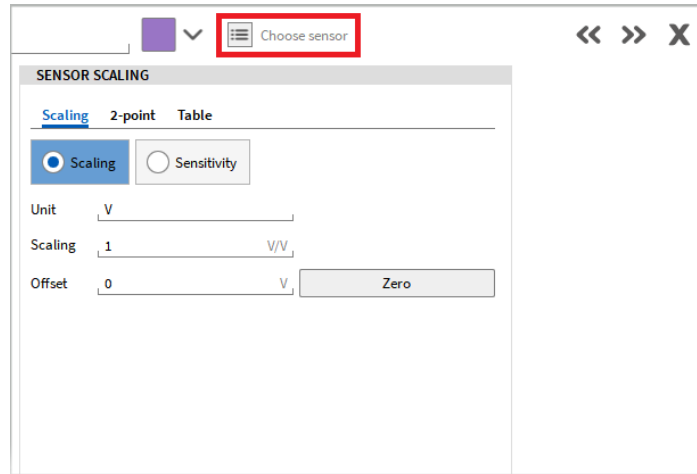 Choose sensor
X
SENSOR SCALING
Scaling 2-point Table
Scaling Sensitivity
Unit V
Scaling 1 V/V
Offset 0 V Zero